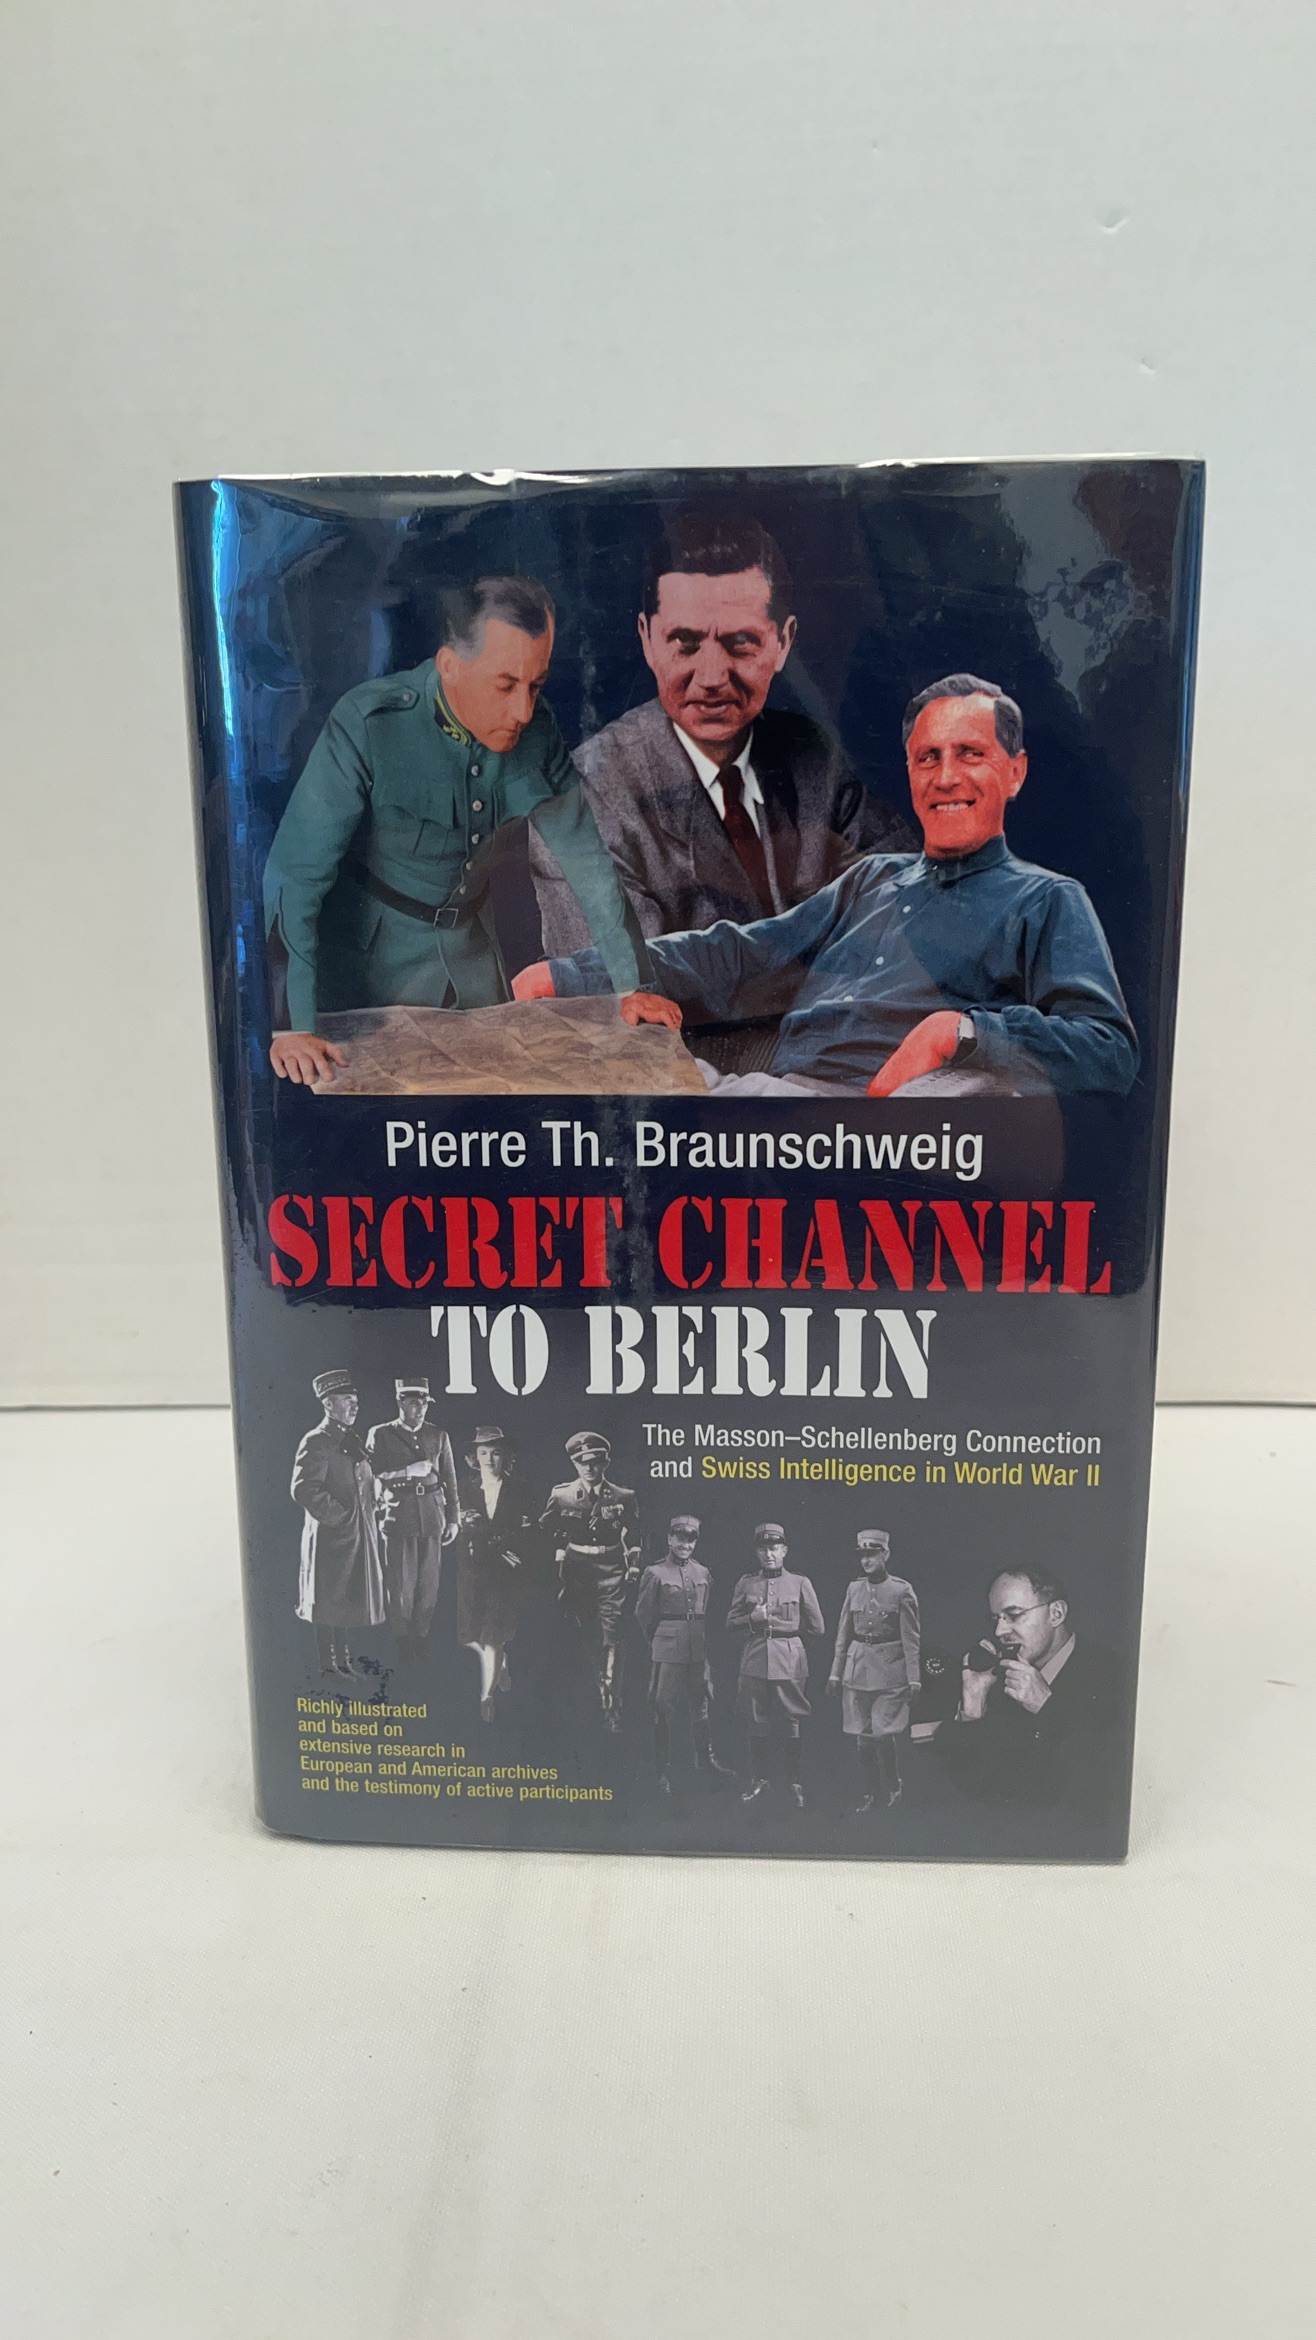 Pierre Th. Braunschweig
SECRET CHANNEL
TO BERLIN
The Masson–Schellenberg Connection
and Swiss Intelligence in World War II
Richly illustrated
and based on
extensive research in
European and American archives
and the testimony of active participants